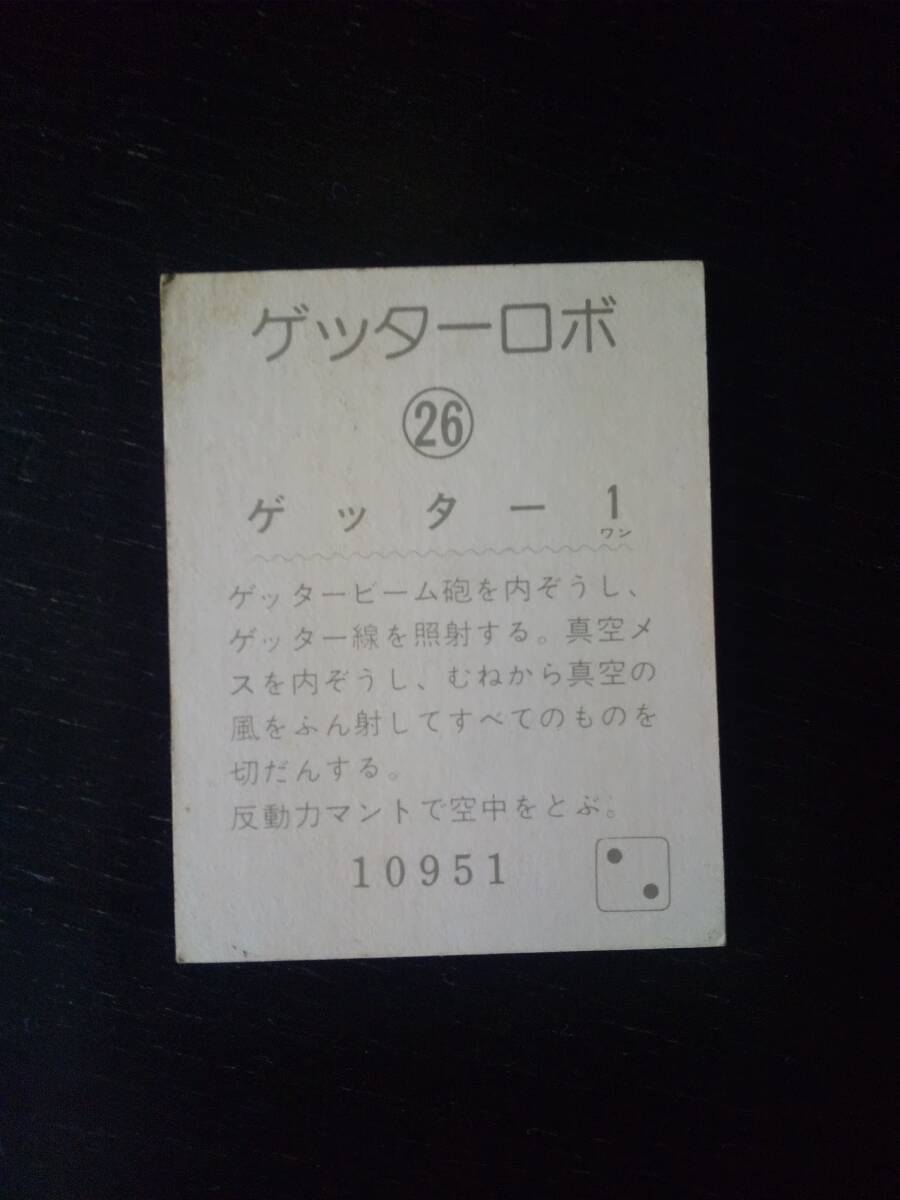 ゲッターロボ
26
ゲッター1
ワン
ゲッタービーム砲を内ぞうし、
ゲッター線を照射する。真空メ
スを内ぞうし、むねから真空の
風をふん射してすべてのものを
切だんする。
反動力マントで空中をとぶ。
10951